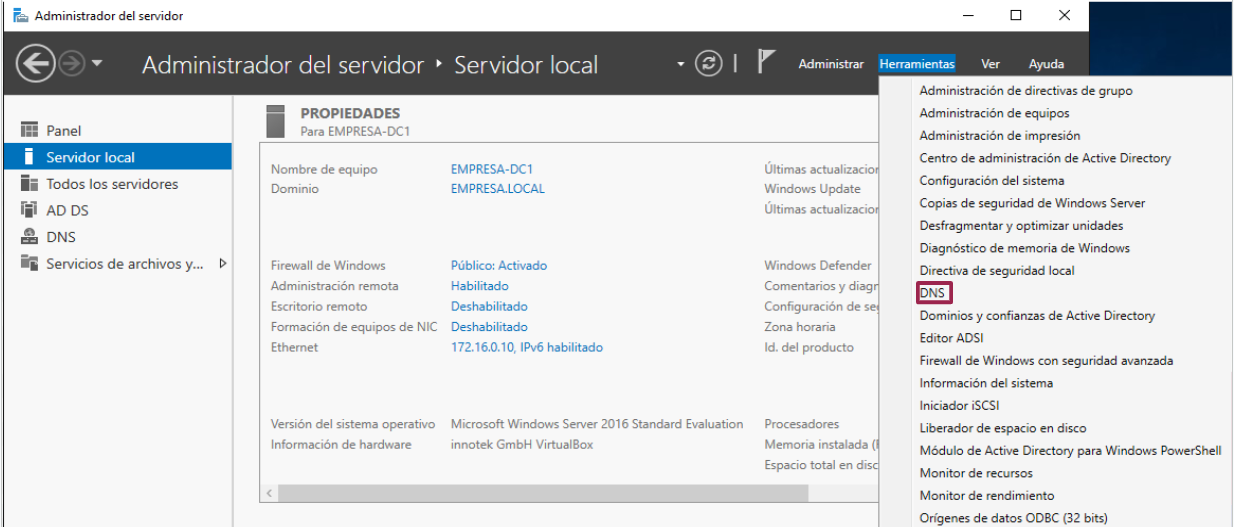 Administrador del servidor
Administrador del servidor ‣ Servidor local
Administrar Herramientas Ver Ayuda
Panel
Servidor local
Todos los servidores
AD DS
DNS
Servicios de archivos y...
PROPIEDADES
Para EMPRESA-DC1
Nombre de equipo EMPRESA-DC1 Últimas actualizacion
Dominio EMPRESA.LOCAL Windows Update
Últimas actualizacion
Firewall de Windows Público: Activado Windows Defender
Administración remota Habilitado Comentarios y diagn
Escritorio remoto Deshabilitado Configuración de seg
Formación de equipos de NIC Deshabilitado Zona horaria
Ethernet 172.16.0.10, IPv6 habilitado Id. del producto
Versión del sistema operativo Microsoft Windows Server 2016 Standard Evaluation Procesadores
Información de hardware innotek GmbH VirtualBox Memoria instalada (R
Espacio total en disc
Administración de directivas de grupo
Administración de equipos
Administración de impresión
Centro de administración de Active Directory
Configuración del sistema
Copias de seguridad de Windows Server
Desfragmentar y optimizar unidades
Diagnóstico de memoria de Windows
Directiva de seguridad local
DNS
Dominios y confianzas de Active Directory
Editor ADSI
Firewall de Windows con seguridad avanzada
Información del sistema
Iniciador iSCSI
Liberador de espacio en disco
Módulo de Active Directory para Windows PowerShell
Monitor de recursos
Monitor de rendimiento
Orígenes de datos ODBC (32 bits)